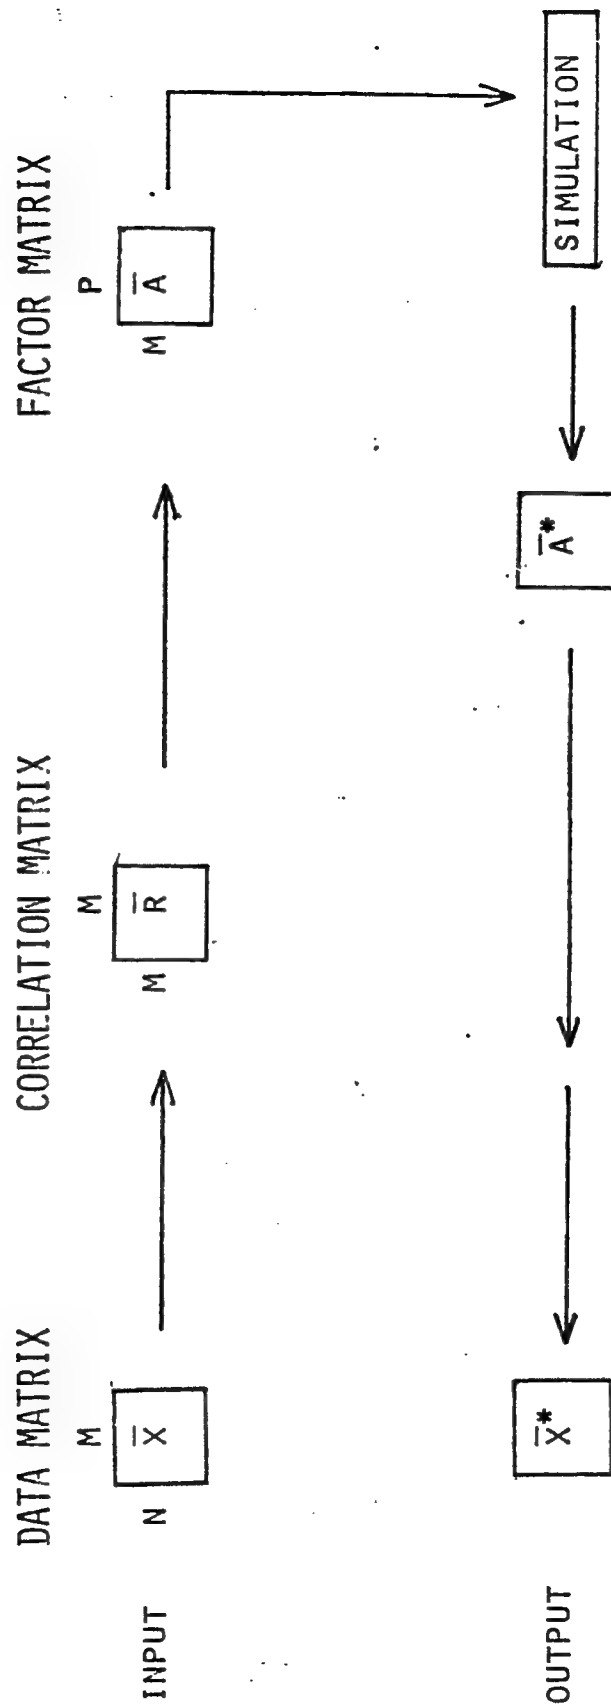 DATA MATRIX CORRELATION MATRIX FACTOR MATRIX
M M P
INPUT N X̅ M R̅ M A̅
OUTPUT X̅* A̅* SIMULATION